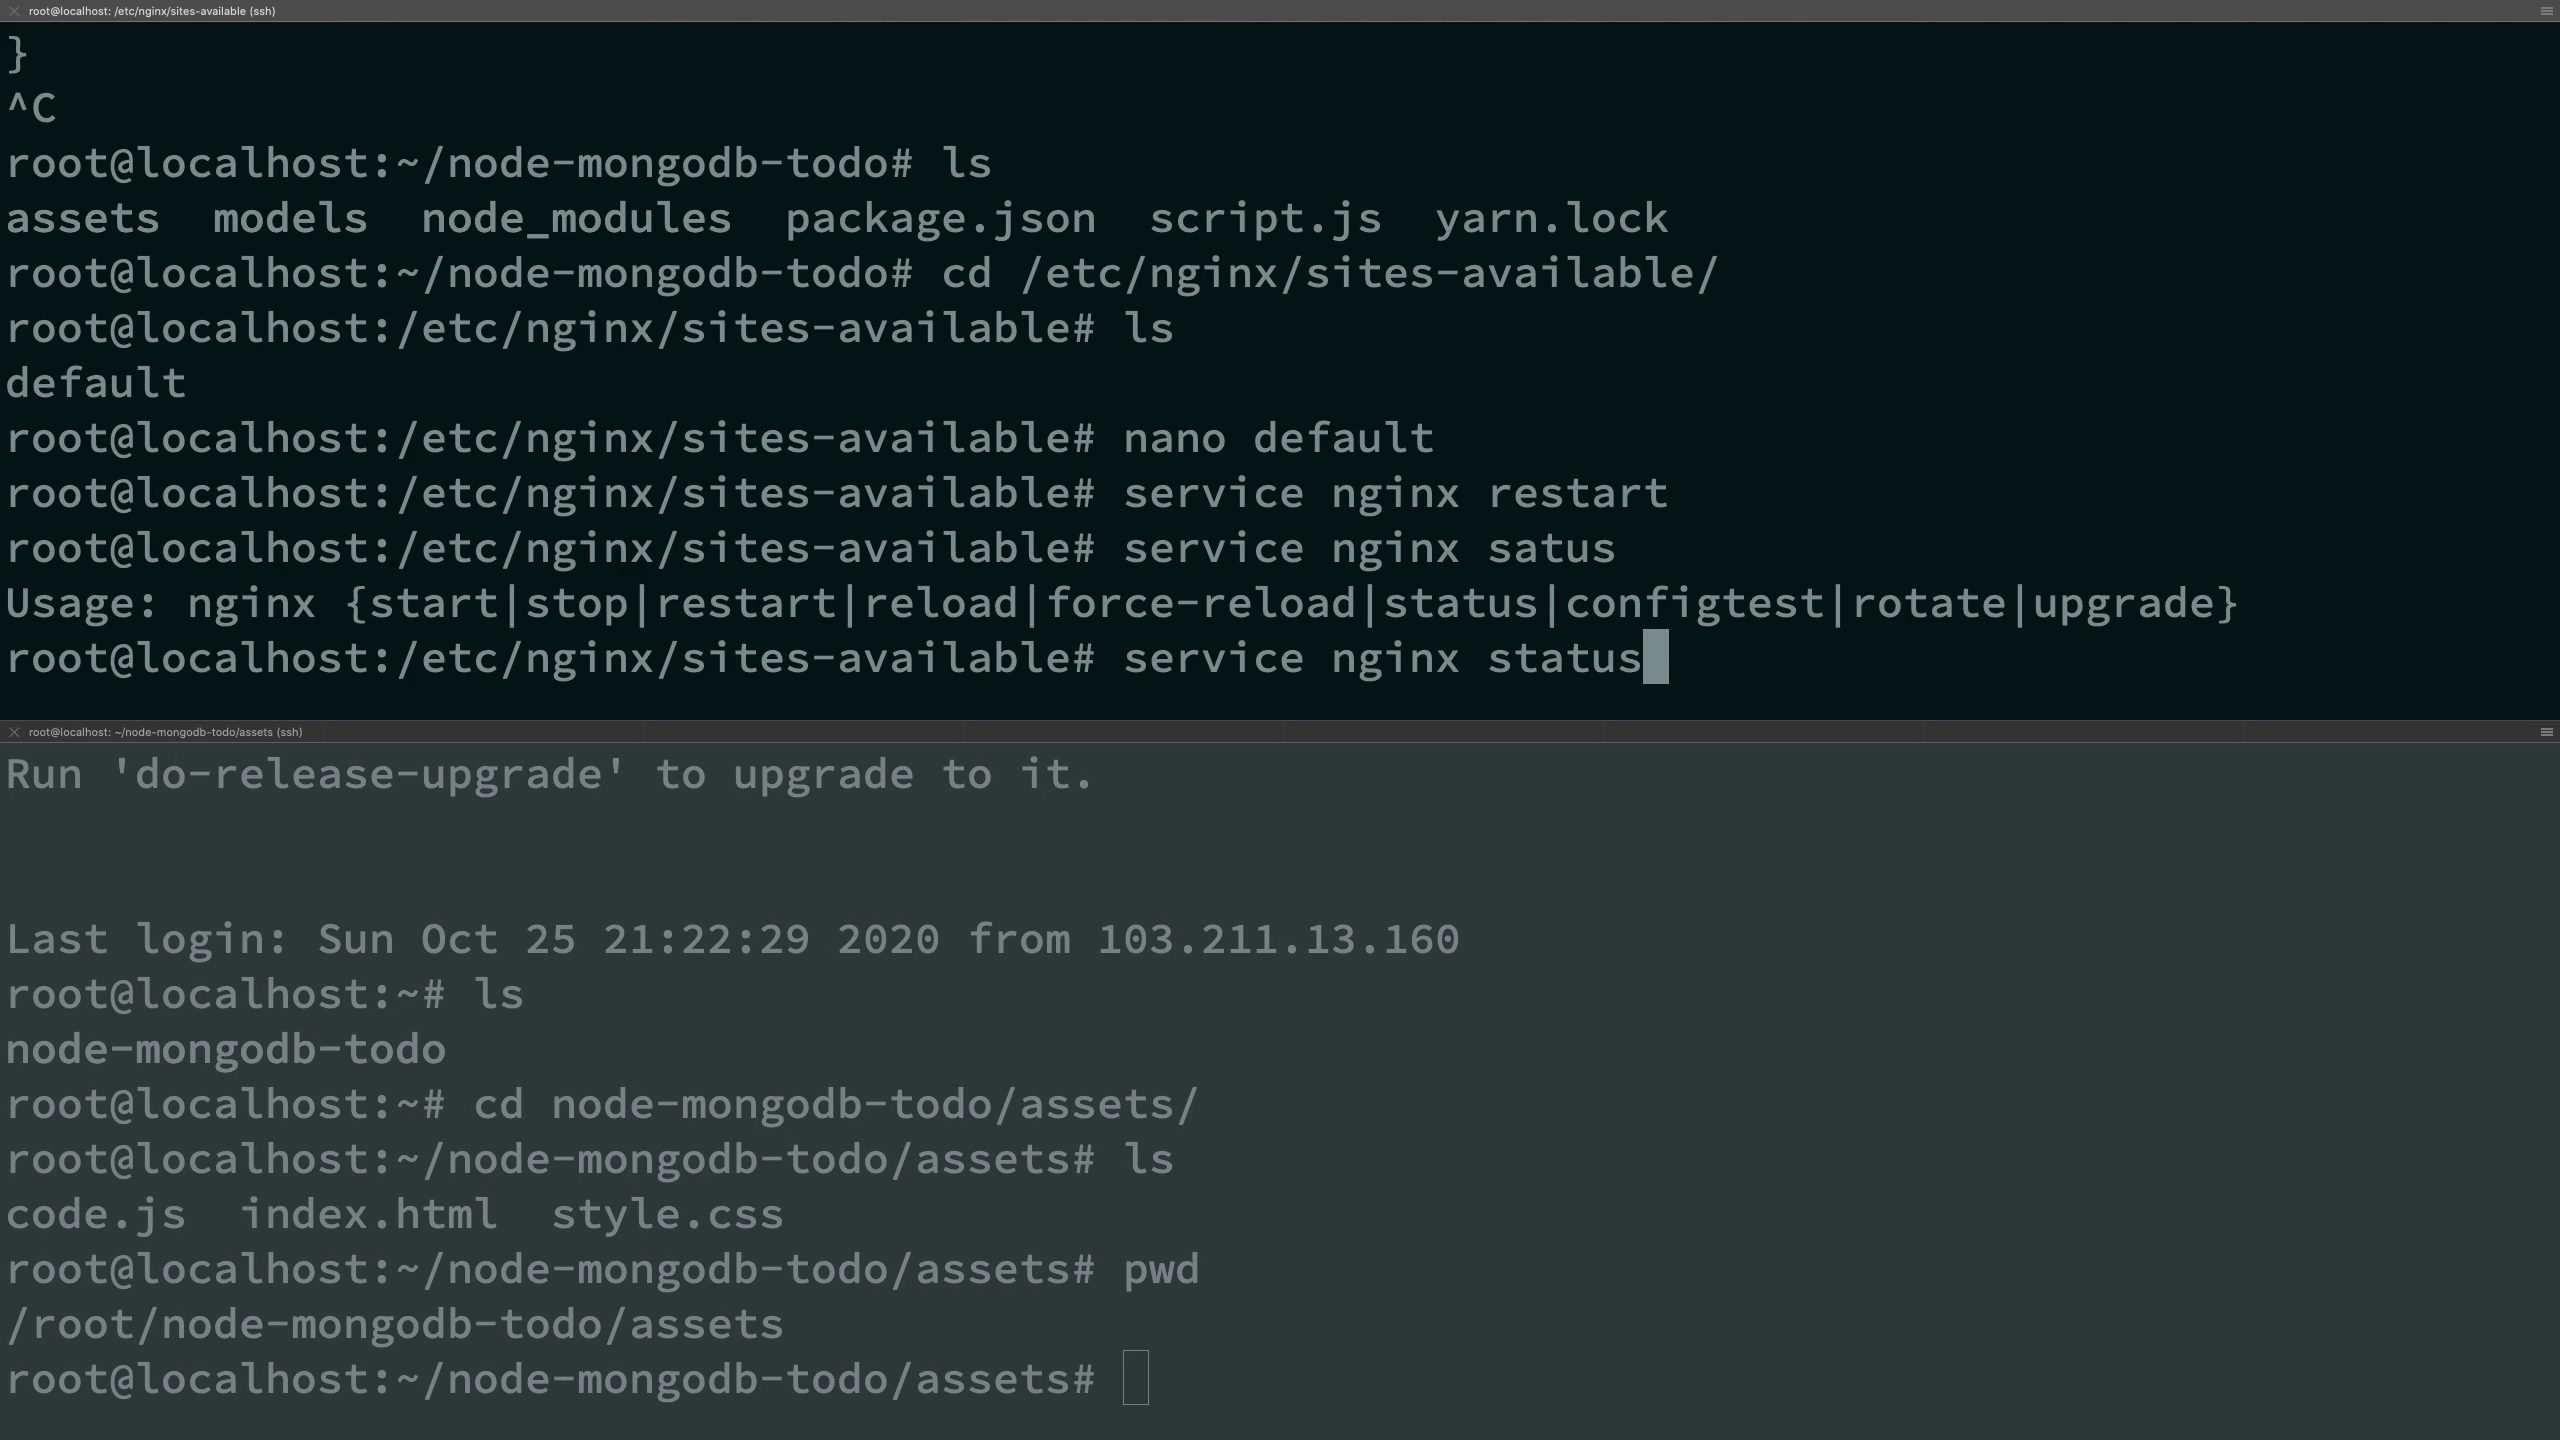 root@localhost: /etc/nginx/sites-available (ssh)
}
^C
root@localhost:~/node-mongodb-todo# ls
assets  models  node_modules  package.json  script.js  yarn.lock
root@localhost:~/node-mongodb-todo# cd /etc/nginx/sites-available/
root@localhost:/etc/nginx/sites-available# ls
default
root@localhost:/etc/nginx/sites-available# nano default
root@localhost:/etc/nginx/sites-available# service nginx restart
root@localhost:/etc/nginx/sites-available# service nginx satus
Usage: nginx {start|stop|restart|reload|force-reload|status|configtest|rotate|upgrade}
root@localhost:/etc/nginx/sites-available# service nginx status
root@localhost: ~/node-mongodb-todo/assets (ssh)
Run 'do-release-upgrade' to upgrade to it.
Last login: Sun Oct 25 21:22:29 2020 from 103.211.13.160
root@localhost:~# ls
node-mongodb-todo
root@localhost:~# cd node-mongodb-todo/assets/
root@localhost:~/node-mongodb-todo/assets# ls
code.js  index.html  style.css
root@localhost:~/node-mongodb-todo/assets# pwd
/root/node-mongodb-todo/assets
root@localhost:~/node-mongodb-todo/assets#